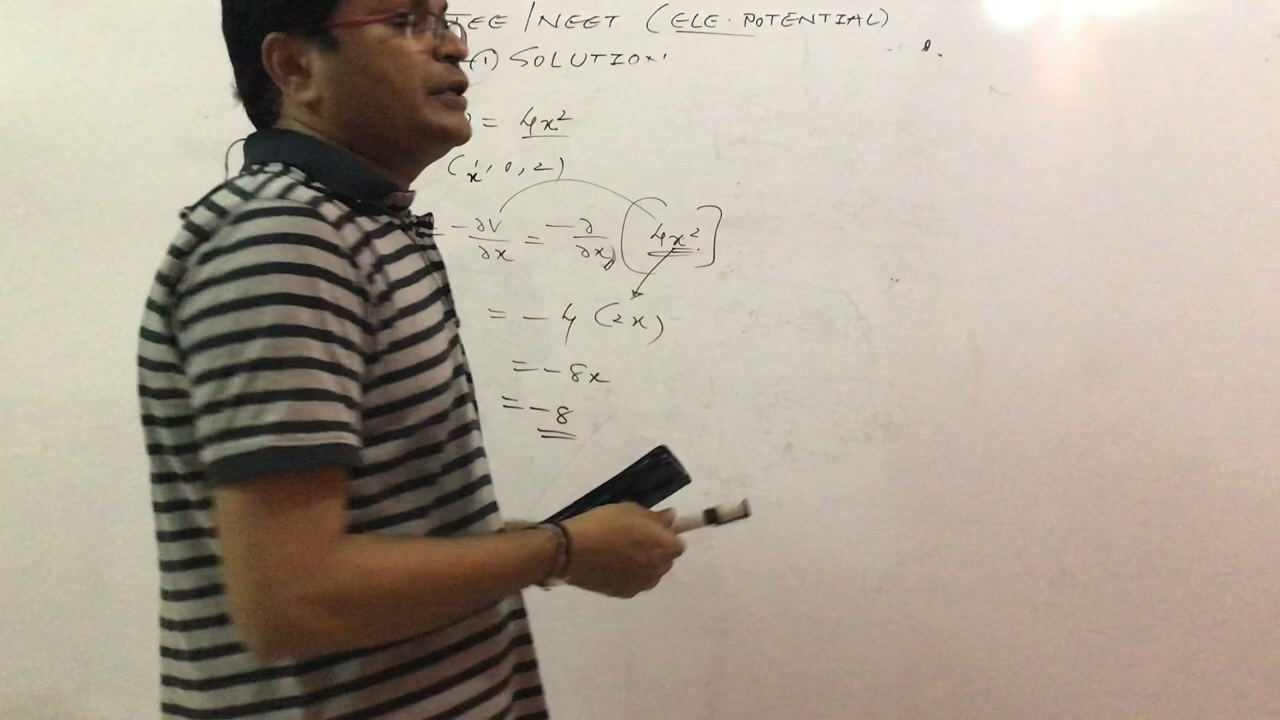 JEE/NEET (ELE. POTENTIAL)
(1) SOLUTION:
= 4x²
(x, 0, 2)
= -∂V/∂x = -∂/∂x [4x²]
= -4 (2x)
= -8x
= -8